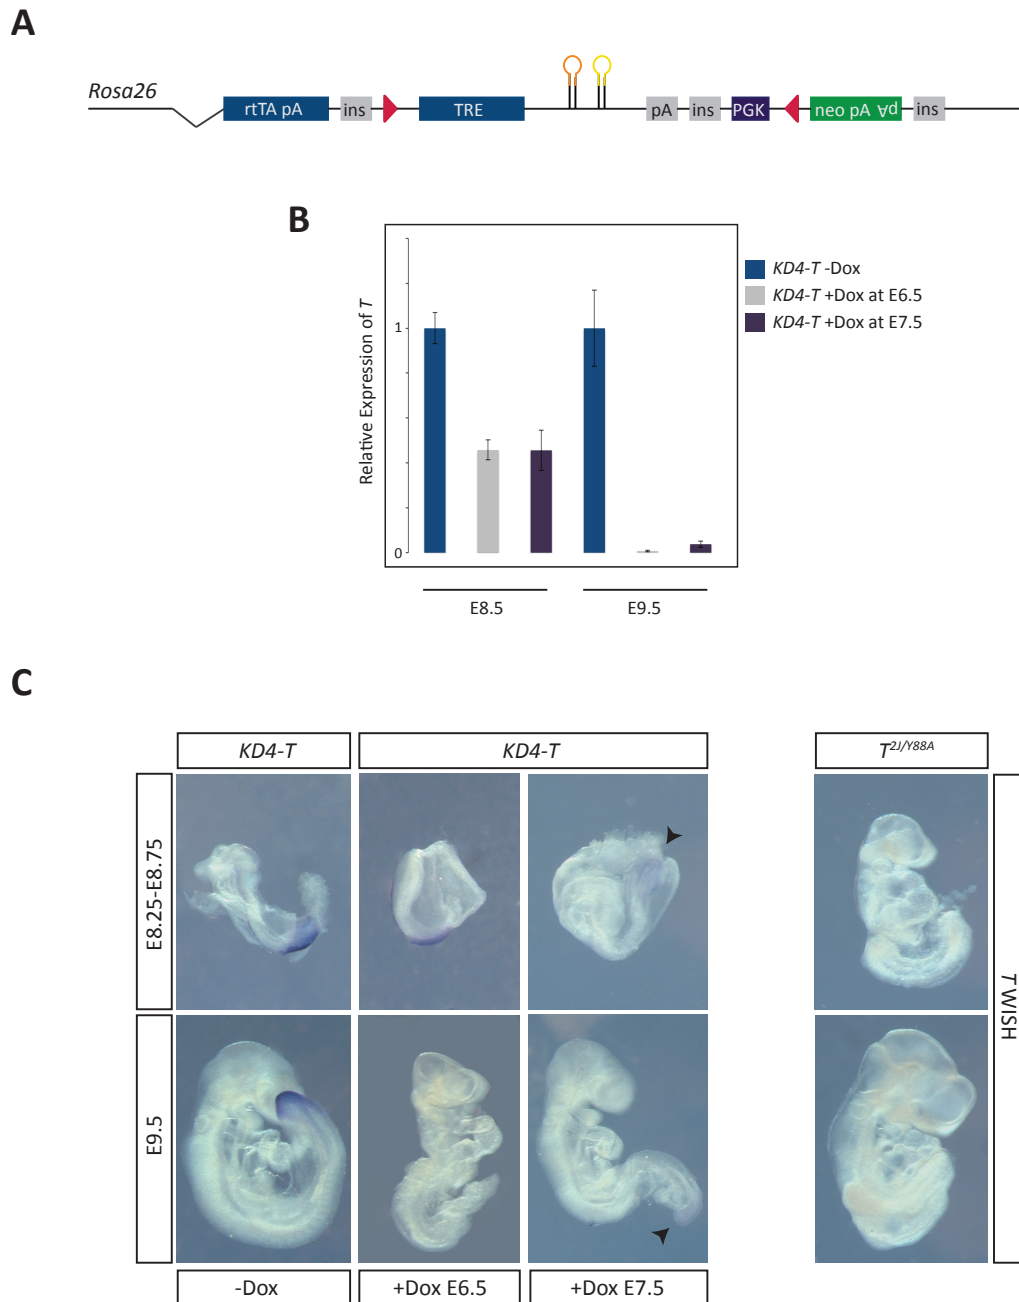 A
Rosa26
rtTA pA
ins
TRE
pA
ins
PGK
neo pA pA
ins
B
Relative Expression of T
1
0
E8.5
E9.5
KD4-T -Dox
KD4-T +Dox at E6.5
KD4-T +Dox at E7.5
C
KD4-T
KD4-T
T2J/Y88A
E8.25-E8.75
E9.5
T WISH
-Dox
+Dox E6.5
+Dox E7.5